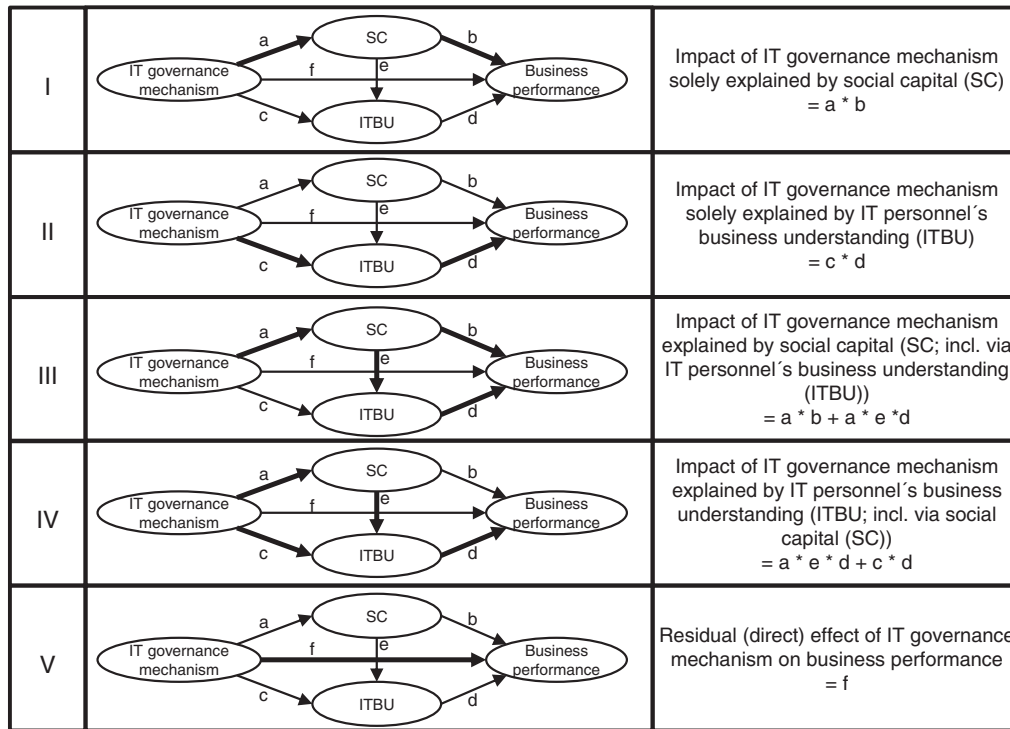 I
a
SC
b
IT governance
mechanism
f
e
Business
performance
c
ITBU
d
Impact of IT governance mechanism
solely explained by social capital (SC)
= a * b
II
a
SC
b
IT governance
mechanism
f
e
Business
performance
c
ITBU
d
Impact of IT governance mechanism
solely explained by IT personnel´s
business understanding (ITBU)
= c * d
III
a
SC
b
IT governance
mechanism
f
e
Business
performance
c
ITBU
d
Impact of IT governance mechanism
explained by social capital (SC; incl. via
IT personnel´s business understanding
(ITBU))
= a * b + a * e *d
IV
a
SC
b
IT governance
mechanism
f
e
Business
performance
c
ITBU
d
Impact of IT governance mechanism
explained by IT personnel´s business
understanding (ITBU; incl. via social
capital (SC))
= a * e * d + c * d
V
a
SC
b
IT governance
mechanism
f
e
Business
performance
c
ITBU
d
Residual (direct) effect of IT governance
mechanism on business performance
= f